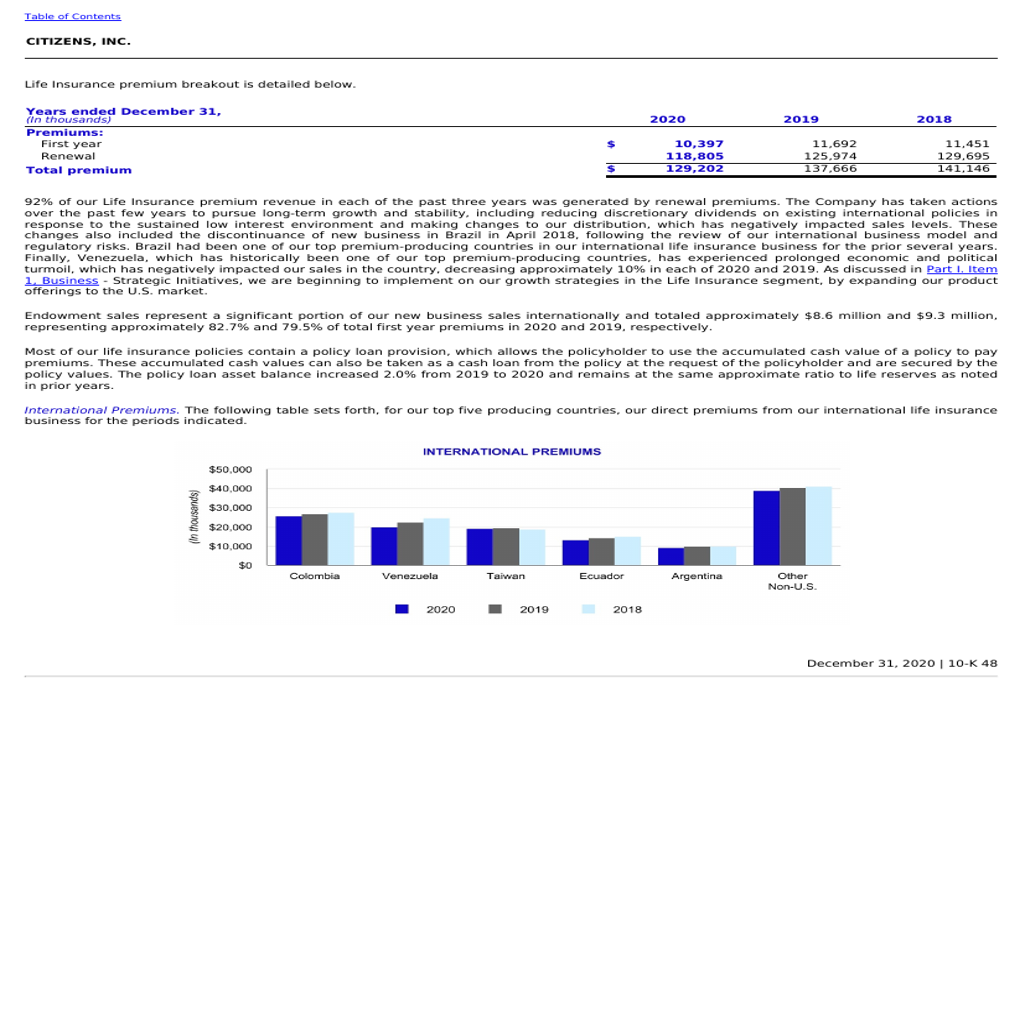 Table of Contents
CITIZENS, INC.
Life Insurance premium breakout is detailed below.
Years ended December 31,
(In thousands) 2020 2019 2018
Premiums:
First year $ 10,397 11,692 11,451
Renewal 118,805 125,974 129,695
Total premium $ 129,202 137,666 141,146
92% of our Life Insurance premium revenue in each of the past three years was generated by renewal premiums. The Company has taken actions
over the past few years to pursue long-term growth and stability, including reducing discretionary dividends on existing international policies in
response to the sustained low interest environment and making changes to our distribution, which has negatively impacted sales levels. These
changes also included the discontinuance of new business in Brazil in April 2018, following the review of our international business model and
regulatory risks. Brazil had been one of our top premium-producing countries in our international life insurance business for the prior several years.
Finally, Venezuela, which has historically been one of our top premium-producing countries, has experienced prolonged economic and political
turmoil, which has negatively impacted our sales in the country, decreasing approximately 10% in each of 2020 and 2019. As discussed in Part I. Item
1, Business - Strategic Initiatives, we are beginning to implement on our growth strategies in the Life Insurance segment, by expanding our product
offerings to the U.S. market.
Endowment sales represent a significant portion of our new business sales internationally and totaled approximately $8.6 million and $9.3 million,
representing approximately 82.7% and 79.5% of total first year premiums in 2020 and 2019, respectively.
Most of our life insurance policies contain a policy loan provision, which allows the policyholder to use the accumulated cash value of a policy to pay
premiums. These accumulated cash values can also be taken as a cash loan from the policy at the request of the policyholder and are secured by the
policy values. The policy loan asset balance increased 2.0% from 2019 to 2020 and remains at the same approximate ratio to life reserves as noted
in prior years.
International Premiums. The following table sets forth, for our top five producing countries, our direct premiums from our international life insurance
business for the periods indicated.
INTERNATIONAL PREMIUMS
(In thousands)
$50,000
$40,000
$30,000
$20,000
$10,000
$0
Colombia Venezuela Taiwan Ecuador Argentina Other
Non-U.S.
2020 2019 2018
December 31, 2020 | 10-K 48